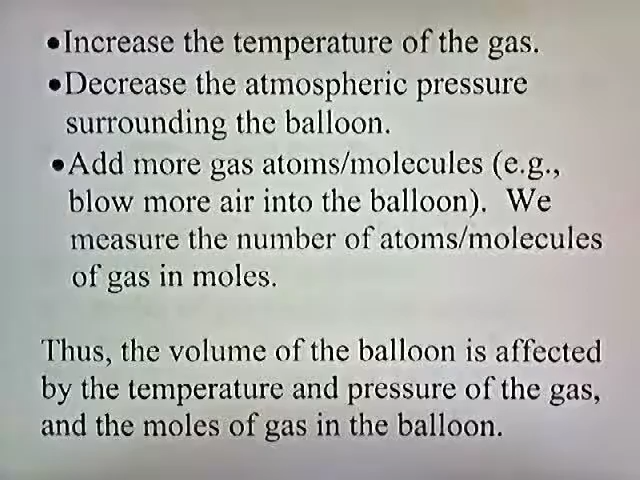 •Increase the temperature of the gas.
•Decrease the atmospheric pressure
surrounding the balloon.
•Add more gas atoms/molecules (e.g.,
blow more air into the balloon).  We
measure the number of atoms/molecules
of gas in moles.
Thus, the volume of the balloon is affected
by the temperature and pressure of the gas,
and the moles of gas in the balloon.